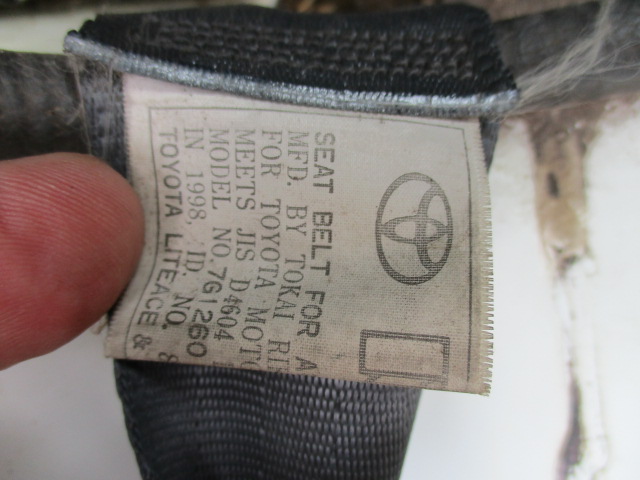 SEAT BELT FOR A
MFD. BY TOKAI RI
FOR TOYOTA MOTO
MEETS JIS D4604
MODEL NO. 7G1260
IN 1998, ID. NO. 8
TOYOTA LITEACE &